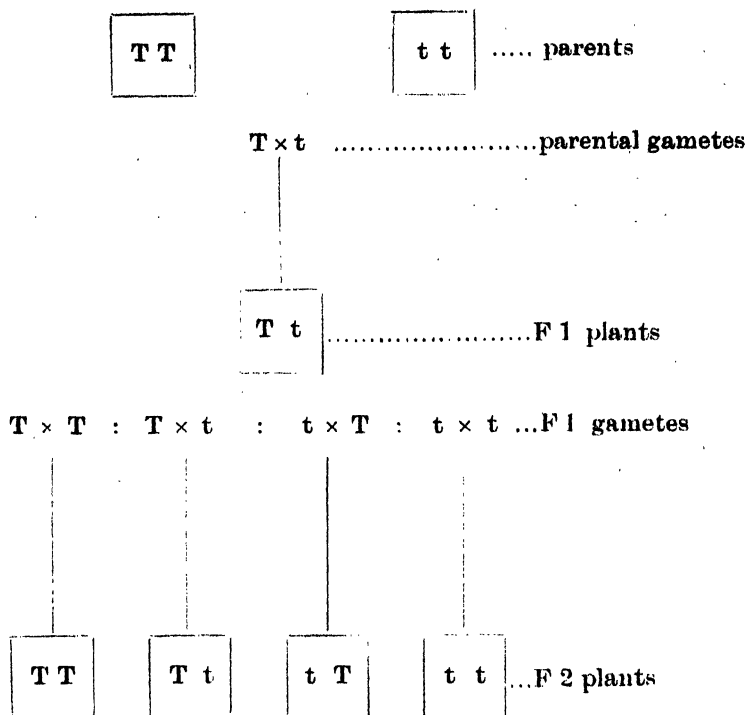 T T t t ..... parents
T × t ........................parental gametes
T t .......................F 1 plants
T × T : T × t : t × T : t × t ...F 1 gametes
T T T t t T t t ...F 2 plants